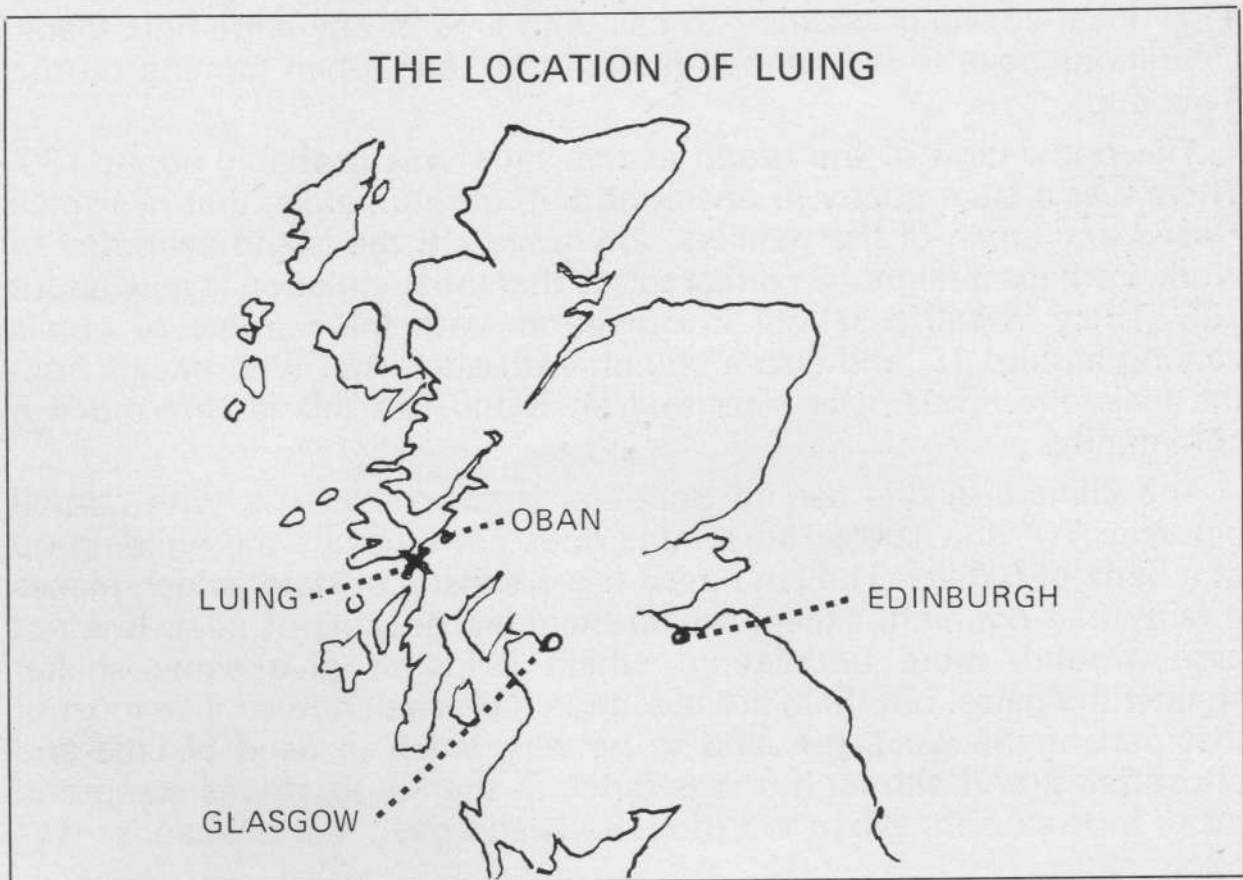 THE LOCATION OF LUING
OBAN
LUING
EDINBURGH
GLASGOW